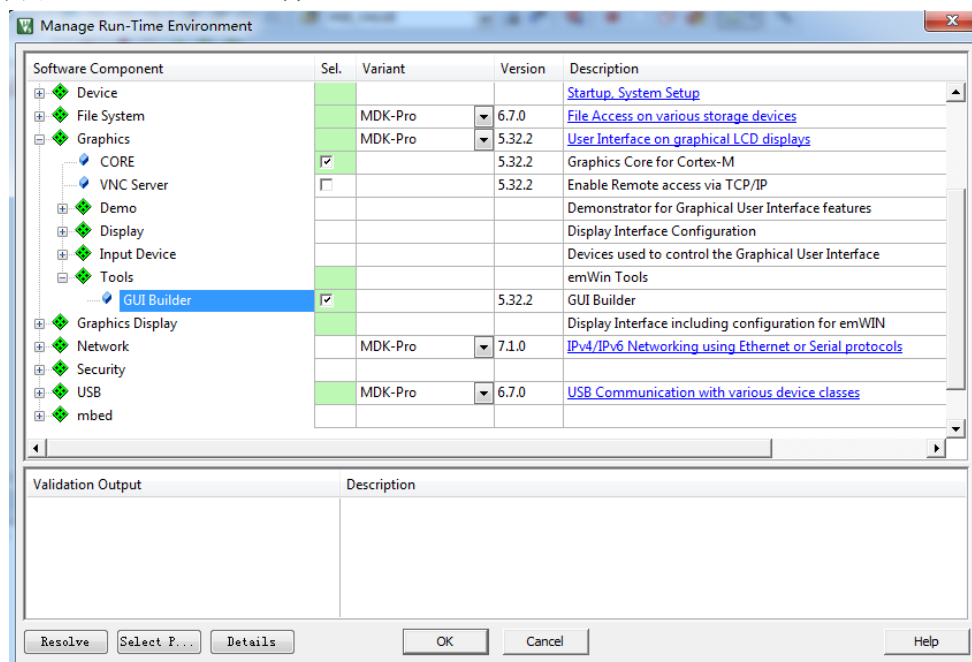 Manage Run-Time Environment
Software Component Sel. Variant Version Description
Device Startup, System Setup
File System MDK-Pro 6.7.0 File Access on various storage devices
Graphics MDK-Pro 5.32.2 User Interface on graphical LCD displays
CORE 5.32.2 Graphics Core for Cortex-M
VNC Server 5.32.2 Enable Remote access via TCP/IP
Demo Demonstrator for Graphical User Interface features
Display Display Interface Configuration
Input Device Devices used to control the Graphical User Interface
Tools emWin Tools
GUI Builder 5.32.2 GUI Builder
Graphics Display Display Interface including configuration for emWIN
Network MDK-Pro 7.1.0 IPv4/IPv6 Networking using Ethernet or Serial protocols
Security
USB MDK-Pro 6.7.0 USB Communication with various device classes
mbed
Validation Output Description
Resolve Select P... Details OK Cancel Help